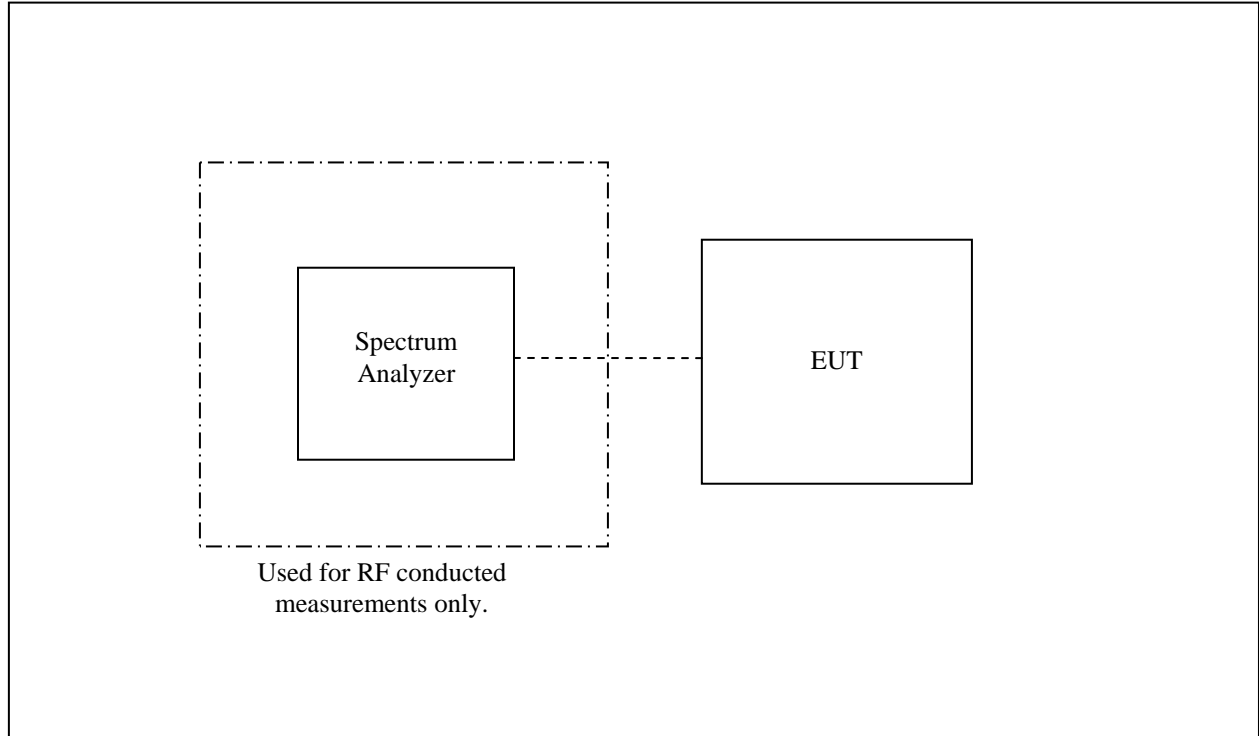 Spectrum
Analyzer
EUT
Used for RF conducted
measurements only.